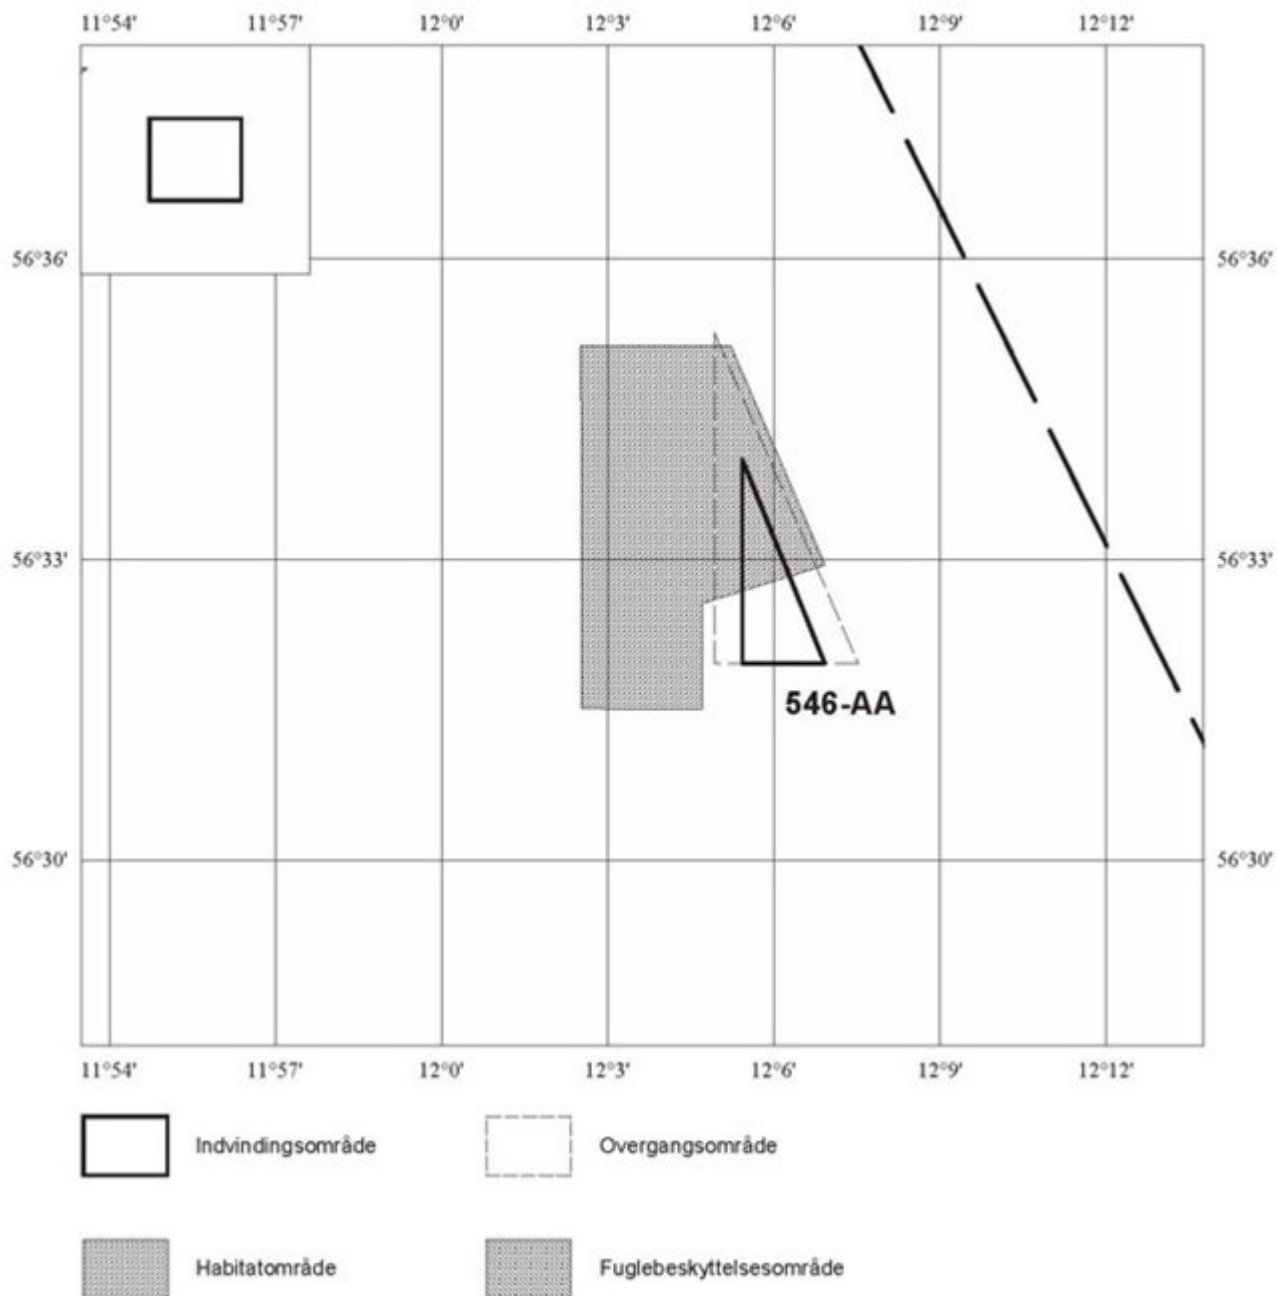 11°54' 11°57' 12°0' 12°3' 12°6' 12°9' 12°12'
56°36' 56°36'
56°33' 56°33'
546-AA
56°30' 56°30'
11°54' 11°57' 12°0' 12°3' 12°6' 12°9' 12°12'
Indvindingsområde Overgangsområde
Habitatområde Fuglebeskyttelsesområde